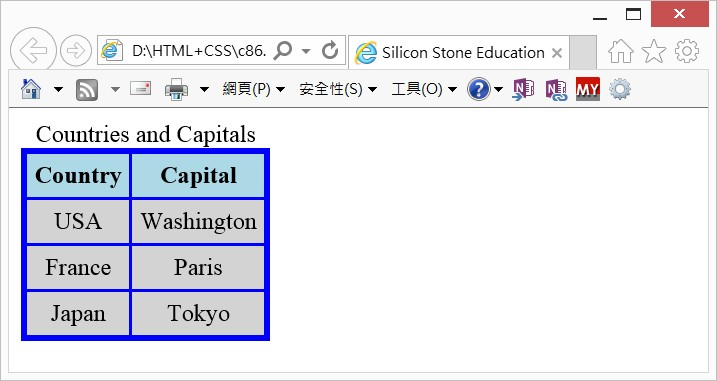 D:\HTML+CSS\c86.
Silicon Stone Education
網頁(P) 安全性(S) 工具(O) ? N N MY
Countries and Capitals
Country Capital
USA Washington
France Paris
Japan Tokyo